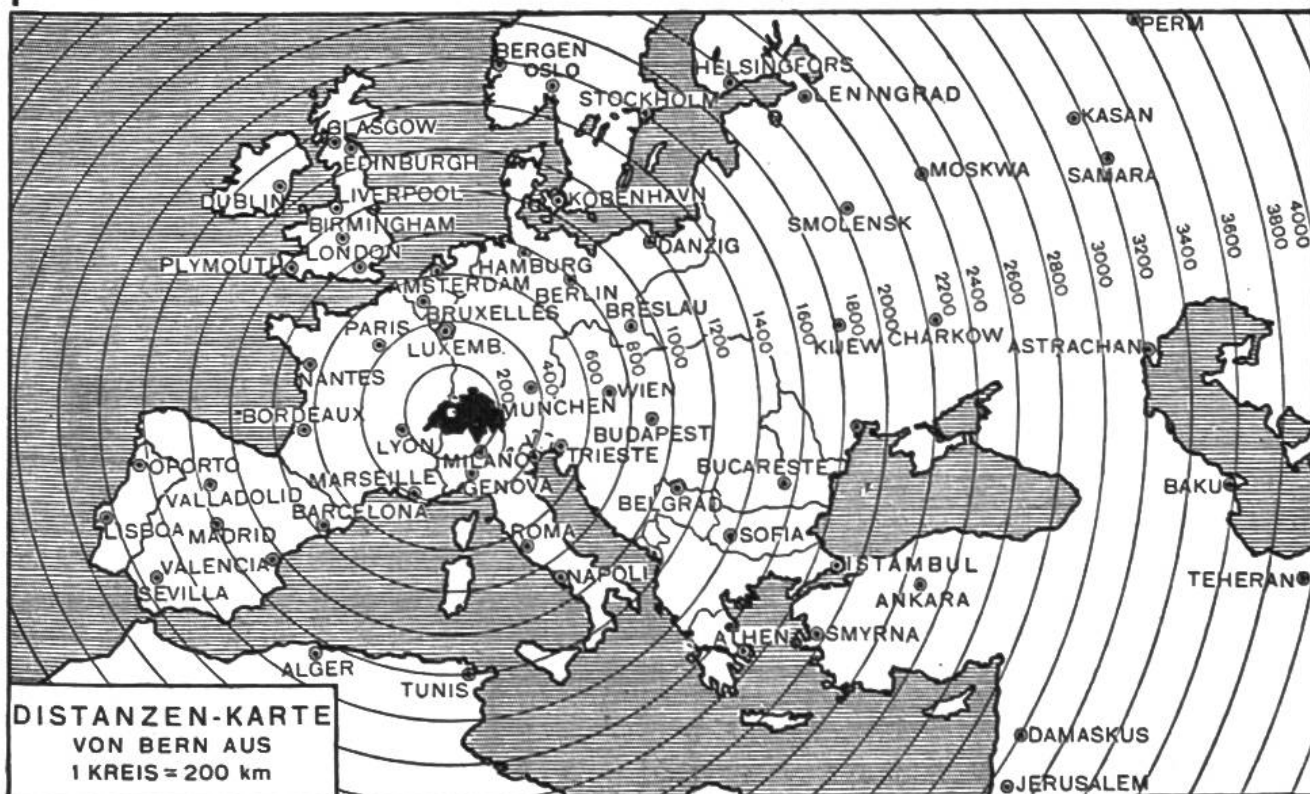 PERM
BERGEN
OSLO
HELSINGFORS
STOCKHOLM
LENINGRAD
KASAN
GLASGOW
EDINBURGH
MOSKWA
SAMARA
DUBLIN
LIVERPOOL
KOBENHAVN
SMOLENSK
BIRMINGHAM
LONDON
DANZIG
PLYMOUTH
HAMBURG
AMSTERDAM
BERLIN
BRUXELLES
BRESLAU
PARIS
LUXEMB.
KIJEW
CHARKOW
ASTRACHAN
200
400
600
800
1000
1200
1400
1600
1800
2000
2200
2400
2600
2800
3000
3200
3400
3600
3800
4000
NANTES
WIEN
MUNCHEN
BORDEAUX
BUDAPEST
LYON
TRIESTE
MILANO
V.
OPORTO
MARSEILLE
GENOVA
BUCARESTE
VALLADOLID
BELGRAD
BAKU
BARCELONA
LISBOA
MADRID
ROMA
SOFIA
VALENCIA
ISTAMBUL
SEVILLA
NAPOLI
ANKARA
TEHERAN
ATHEN
SMYRNA
ALGER
TUNIS
DISTANZEN-KARTE
VON BERN AUS
1 KREIS = 200 km
DAMASKUS
JERUSALEM